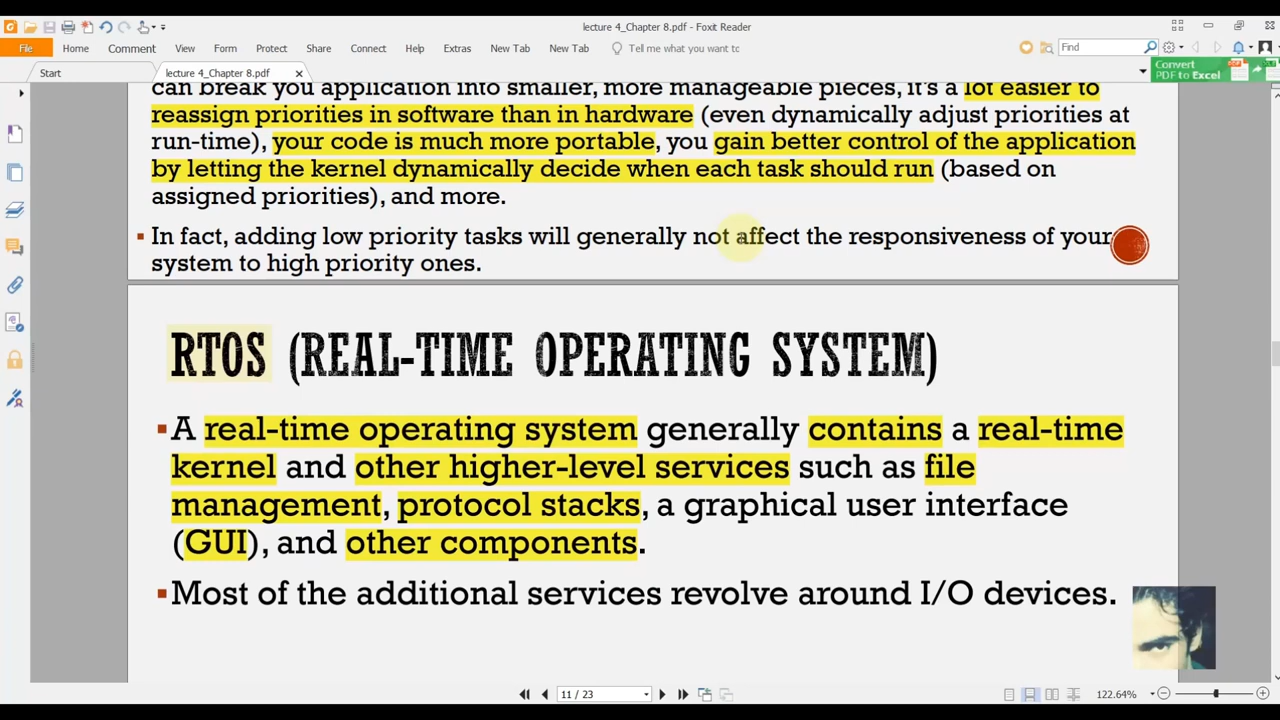 lecture 4_Chapter 8.pdf - Foxit Reader
File Home Comment View Form Protect Share Connect Help Extras New Tab New Tab Tell me what you want to Find
Start lecture 4_Chapter 8.pdf
Convert
PDF to Excel
can break you application into smaller, more manageable pieces, it's a lot easier to
reassign priorities in software than in hardware (even dynamically adjust priorities at
run-time), your code is much more portable, you gain better control of the application
by letting the kernel dynamically decide when each task should run (based on
assigned priorities), and more.
▪ In fact, adding low priority tasks will generally not affect the responsiveness of your
system to high priority ones.
RTOS (REAL-TIME OPERATING SYSTEM)
▪ A real-time operating system generally contains a real-time
kernel and other higher-level services such as file
management, protocol stacks, a graphical user interface
(GUI), and other components.
▪ Most of the additional services revolve around I/O devices.
11 / 23 122.64%